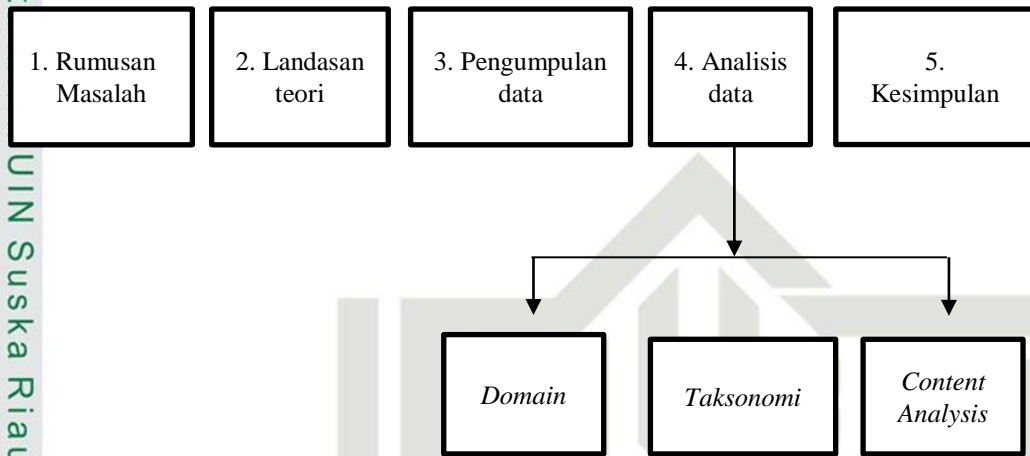 1. Rumusan
Masalah
2. Landasan
teori
3. Pengumpulan
data
4. Analisis
data
5.
Kesimpulan
Domain
Taksonomi
Content
Analysis
UIN Suska Riau